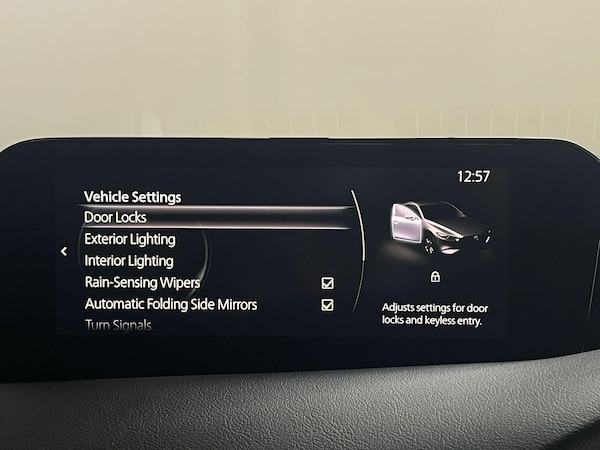 12:57
Vehicle Settings
Door Locks
Exterior Lighting
Interior Lighting
Rain-Sensing Wipers
Automatic Folding Side Mirrors
Turn Signals
Adjusts settings for door
locks and keyless entry.